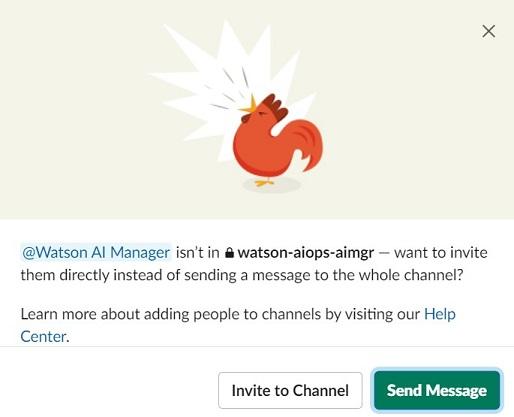 @Watson AI Manager isn't in watson-aiops-aimgr — want to invite
them directly instead of sending a message to the whole channel?
Learn more about adding people to channels by visiting our Help
Center.
Invite to Channel
Send Message